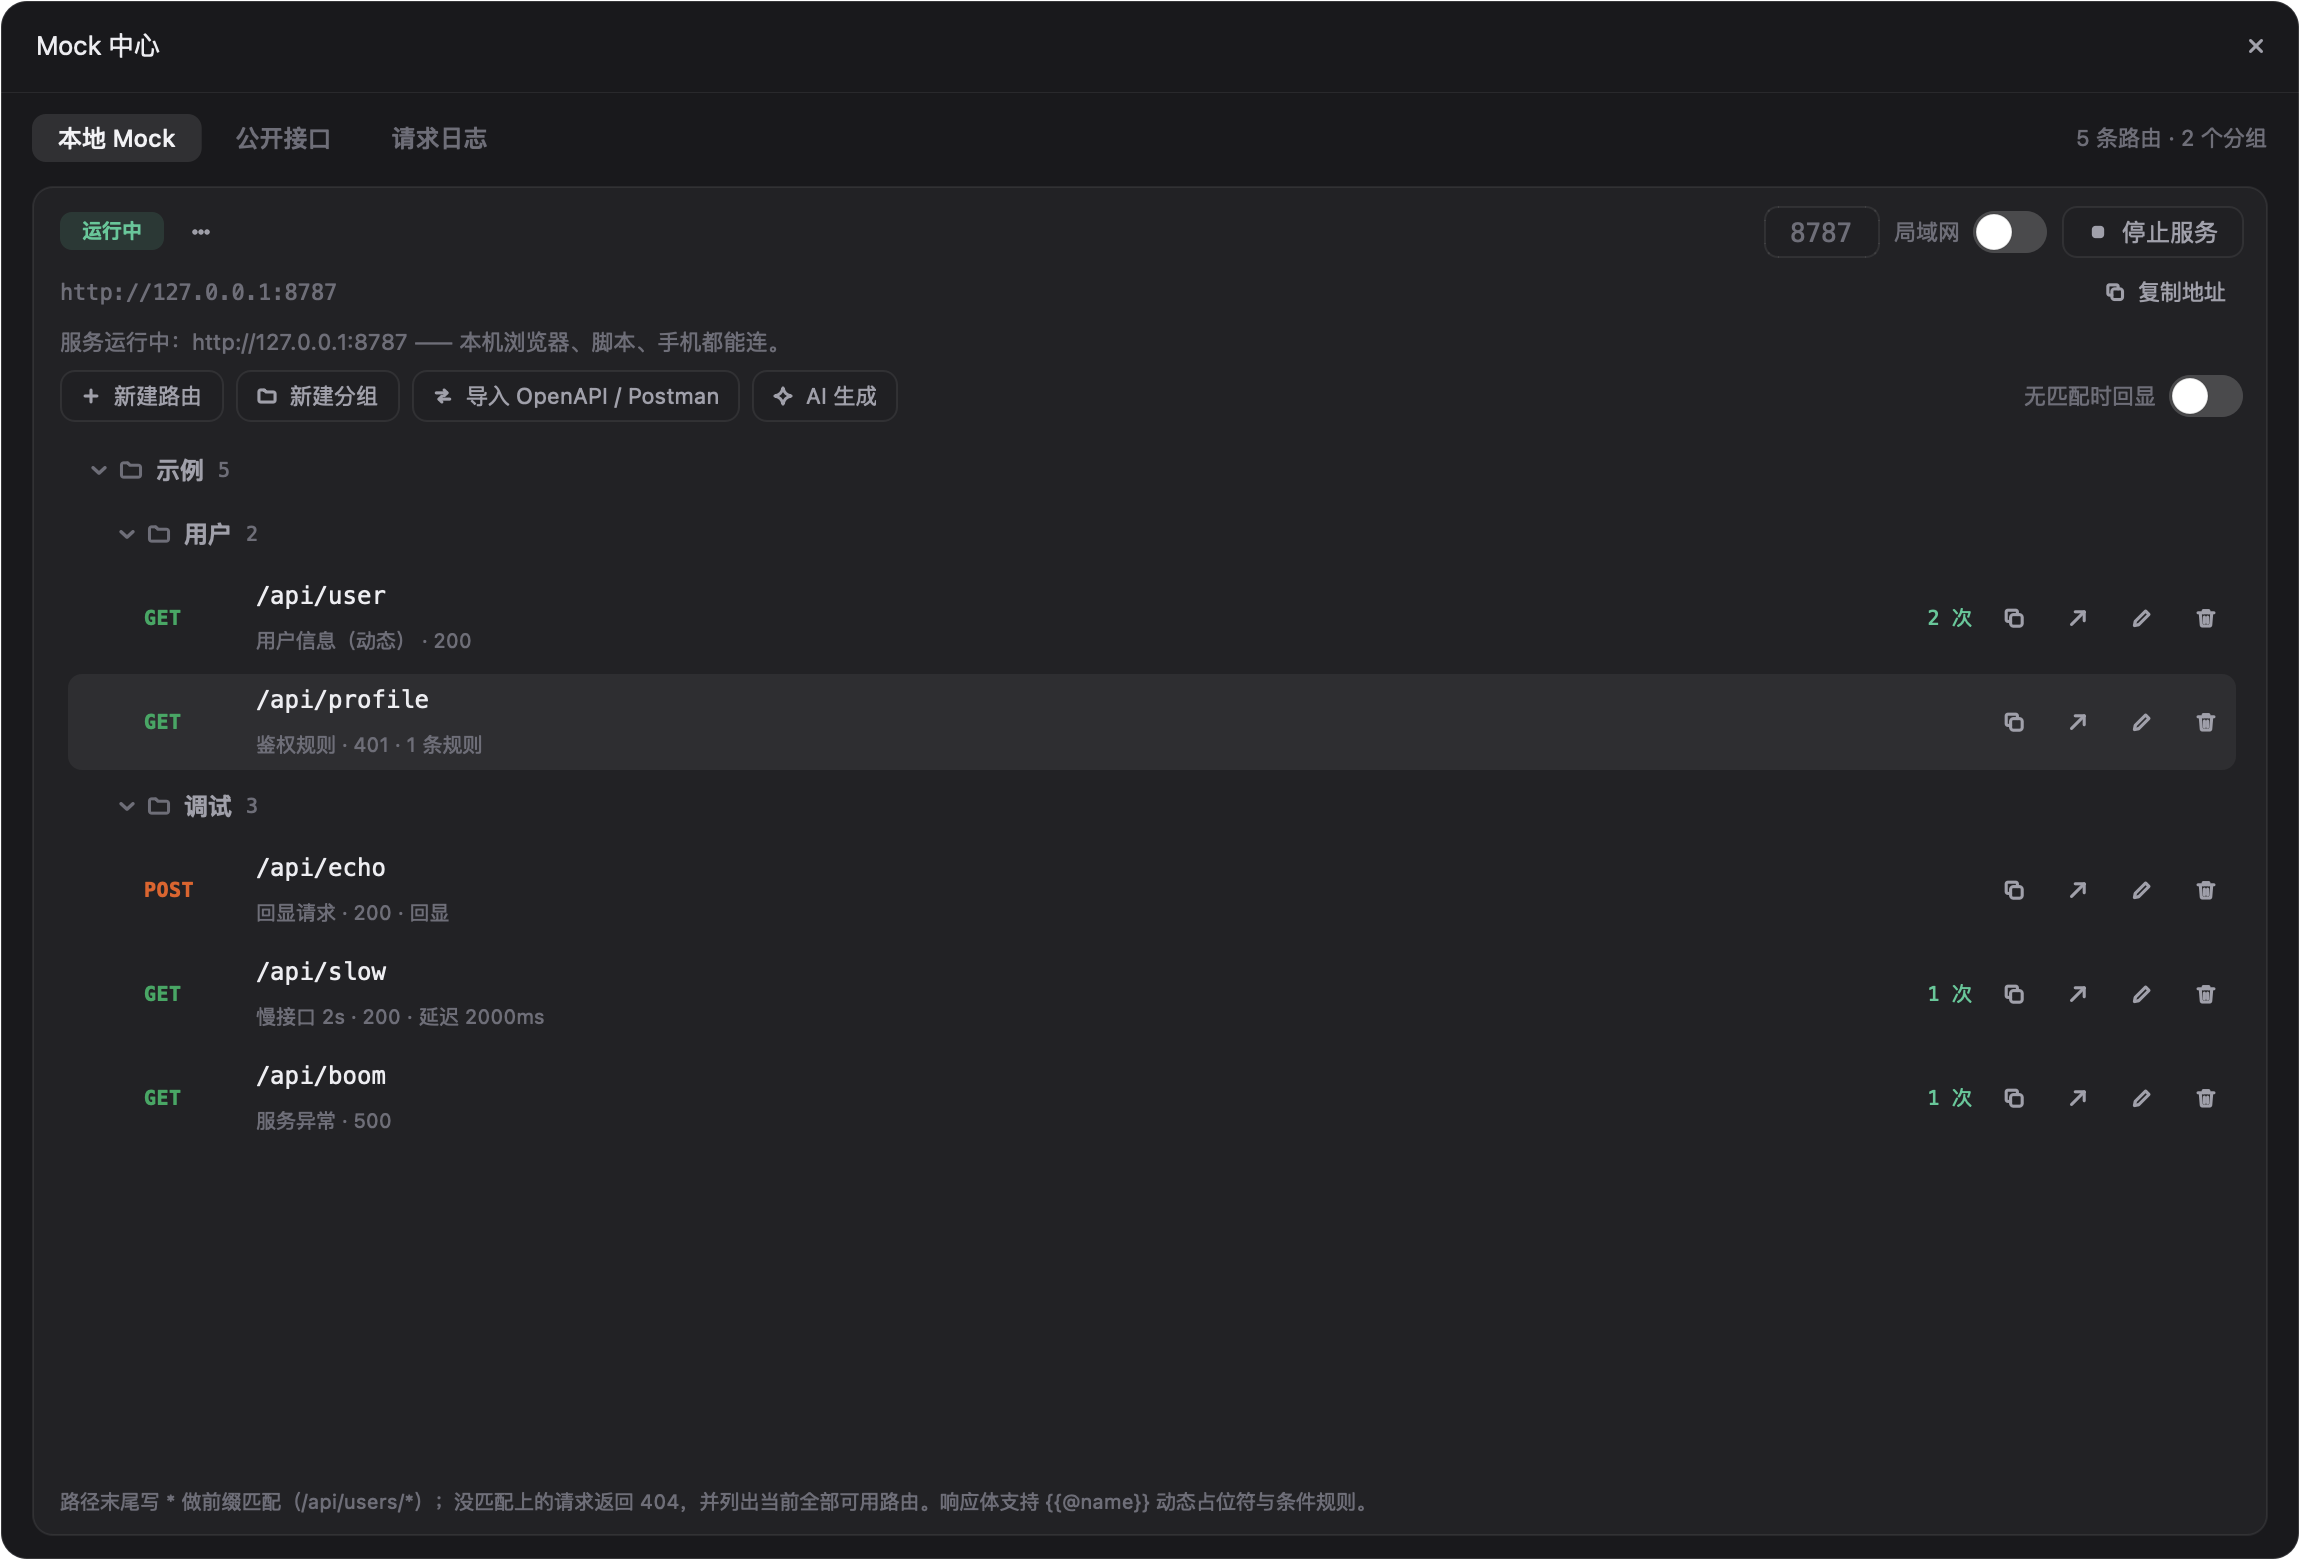 Mock 中心
本地 Mock 公开接口 请求日志 5 条路由 · 2 个分组
运行中 8787 局域网 停止服务
http://127.0.0.1:8787 复制地址
服务运行中：http://127.0.0.1:8787 —— 本机浏览器、脚本、手机都能连。
新建路由 新建分组 导入 OpenAPI / Postman AI 生成 无匹配时回显
示例 5
用户 2
/api/user
GET 2 次
用户信息（动态） · 200
/api/profile
GET
鉴权规则 · 401 · 1 条规则
调试 3
/api/echo
POST
回显请求 · 200 · 回显
/api/slow
GET 1 次
慢接口 2s · 200 · 延迟 2000ms
/api/boom
GET 1 次
服务异常 · 500
路径末尾写 * 做前缀匹配（/api/users/*）；没匹配上的请求返回 404，并列出当前全部可用路由。响应体支持 {{@name}} 动态占位符与条件规则。